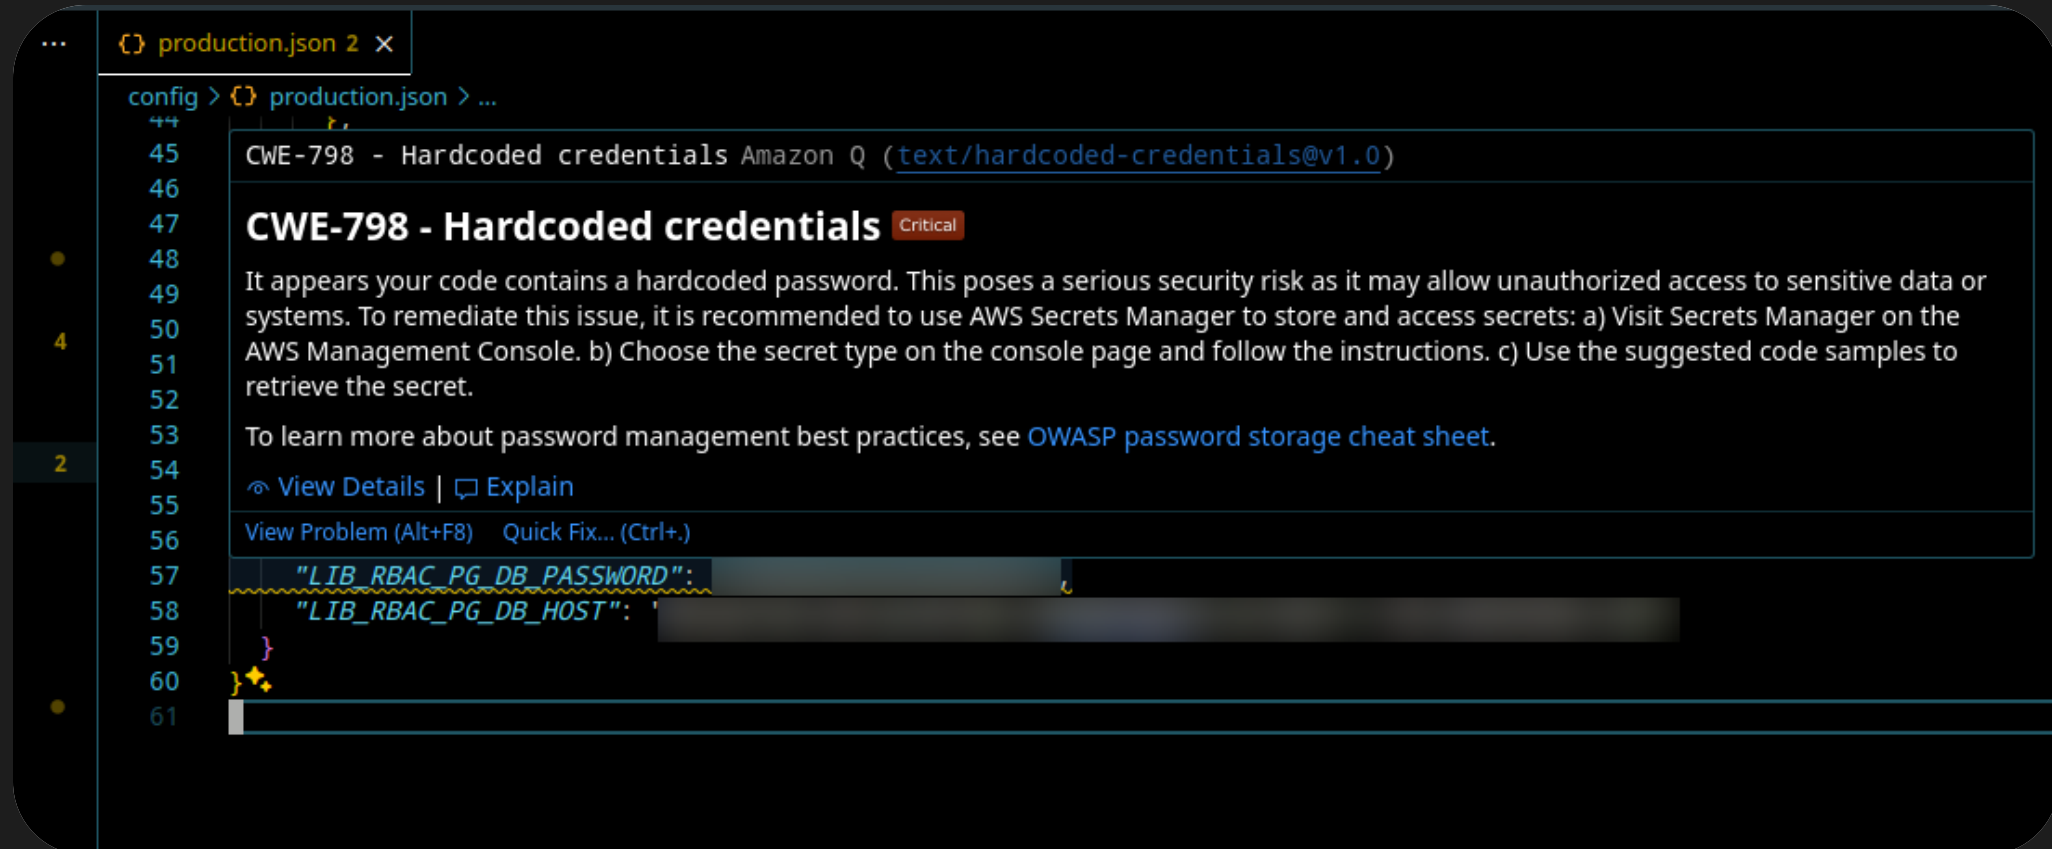 ... {} production.json 2 ×
config > {} production.json > ...
44 },
45 CWE-798 - Hardcoded credentials Amazon Q (text/hardcoded-credentials@v1.0)
46
47 CWE-798 - Hardcoded credentials Critical
48
49 It appears your code contains a hardcoded password. This poses a serious security risk as it may allow unauthorized access to sensitive data or
50 systems. To remediate this issue, it is recommended to use AWS Secrets Manager to store and access secrets: a) Visit Secrets Manager on the
4
51 AWS Management Console. b) Choose the secret type on the console page and follow the instructions. c) Use the suggested code samples to
52 retrieve the secret.
53 To learn more about password management best practices, see OWASP password storage cheat sheet.
2
54
55 View Details | Explain
56 View Problem (Alt+F8) Quick Fix... (Ctrl+.)
57 "LIB_RBAC_PG_DB_PASSWORD": ,
58 "LIB_RBAC_PG_DB_HOST": "
59 }
60 }
61